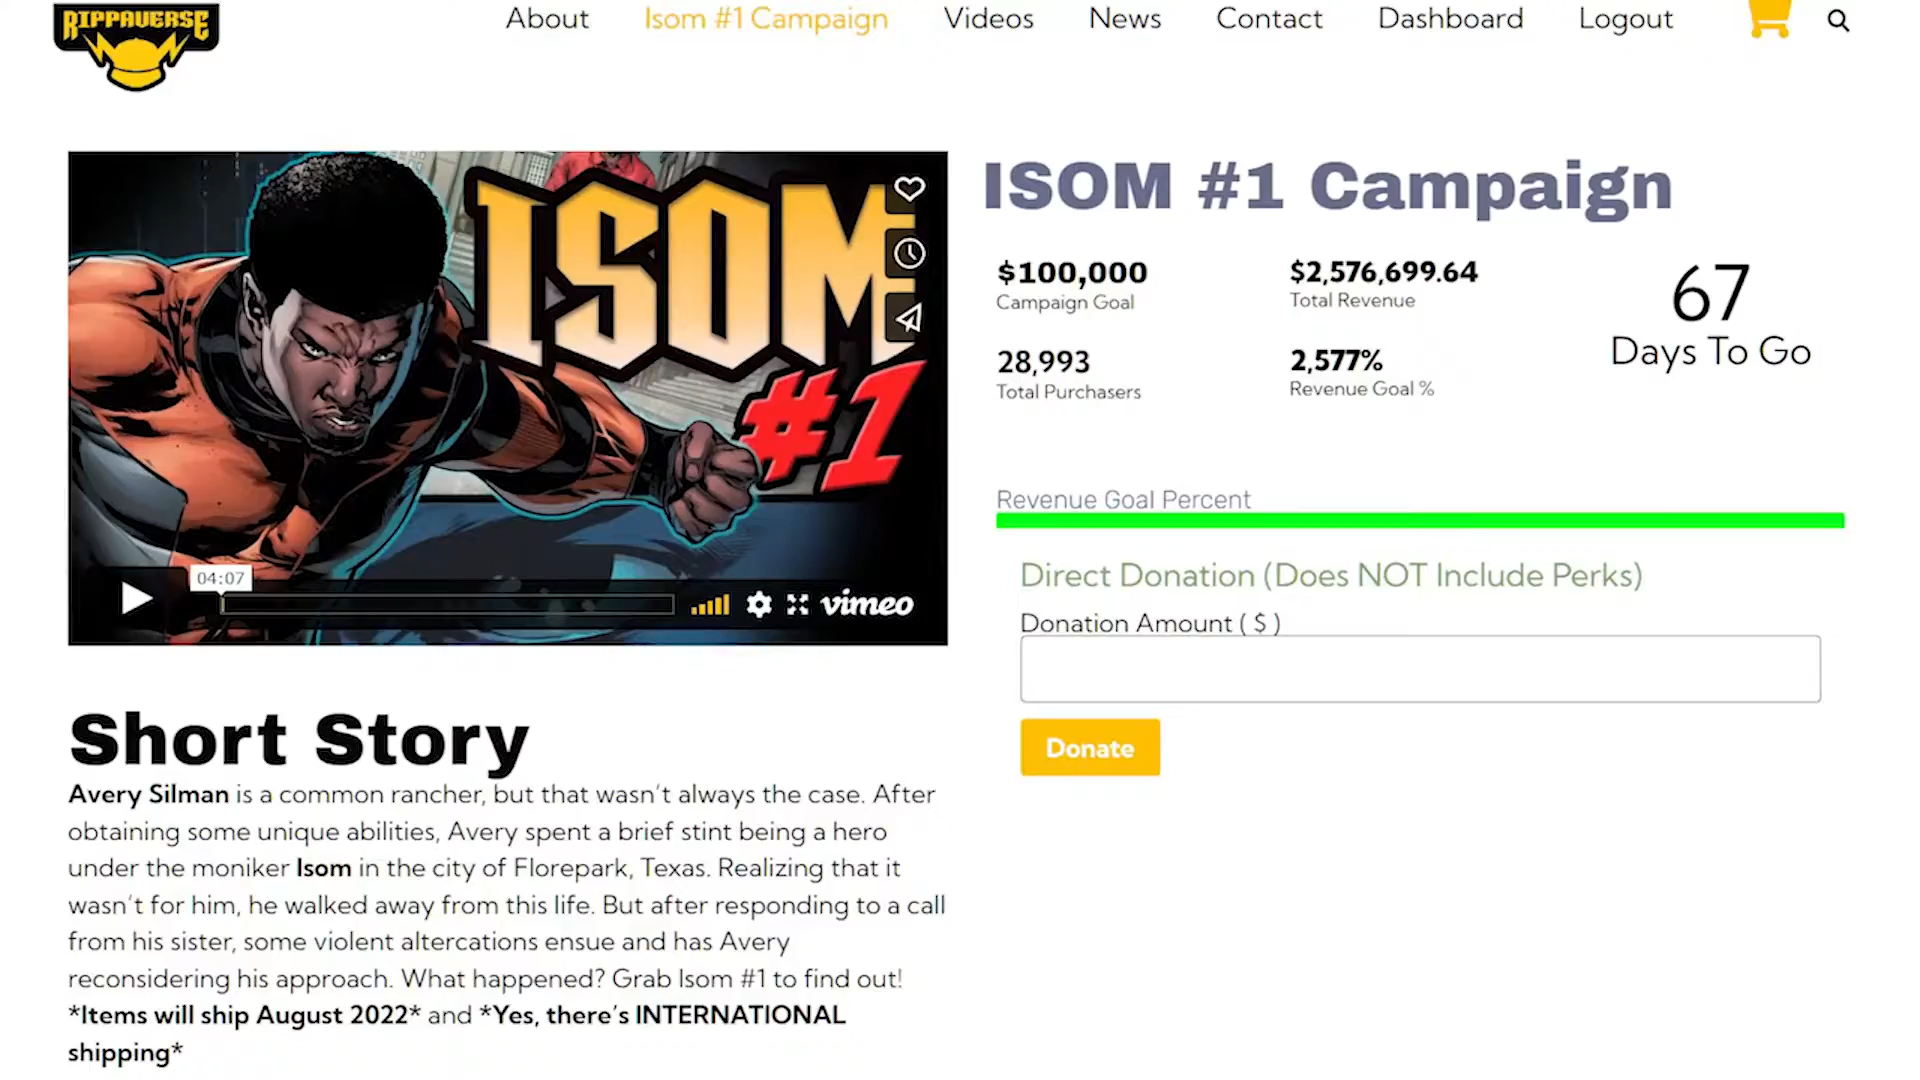 RIPPAVERSE
About
Isom #1 Campaign
Videos
News
Contact
Dashboard
Logout
ISOM
#1
04:07
vimeo
ISOM #1 Campaign
$100,000
Campaign Goal
$2,576,699.64
Total Revenue
67
Days To Go
28,993
Total Purchasers
2,577%
Revenue Goal %
Revenue Goal Percent
Direct Donation (Does NOT Include Perks)
Donation Amount ( $ )
Donate
Short Story
Avery Silman is a common rancher, but that wasn't always the case. After
obtaining some unique abilities, Avery spent a brief stint being a hero
under the moniker Isom in the city of Florepark, Texas. Realizing that it
wasn't for him, he walked away from this life. But after responding to a call
from his sister, some violent altercations ensue and has Avery
reconsidering his approach. What happened? Grab Isom #1 to find out!
*Items will ship August 2022* and *Yes, there's INTERNATIONAL
shipping*